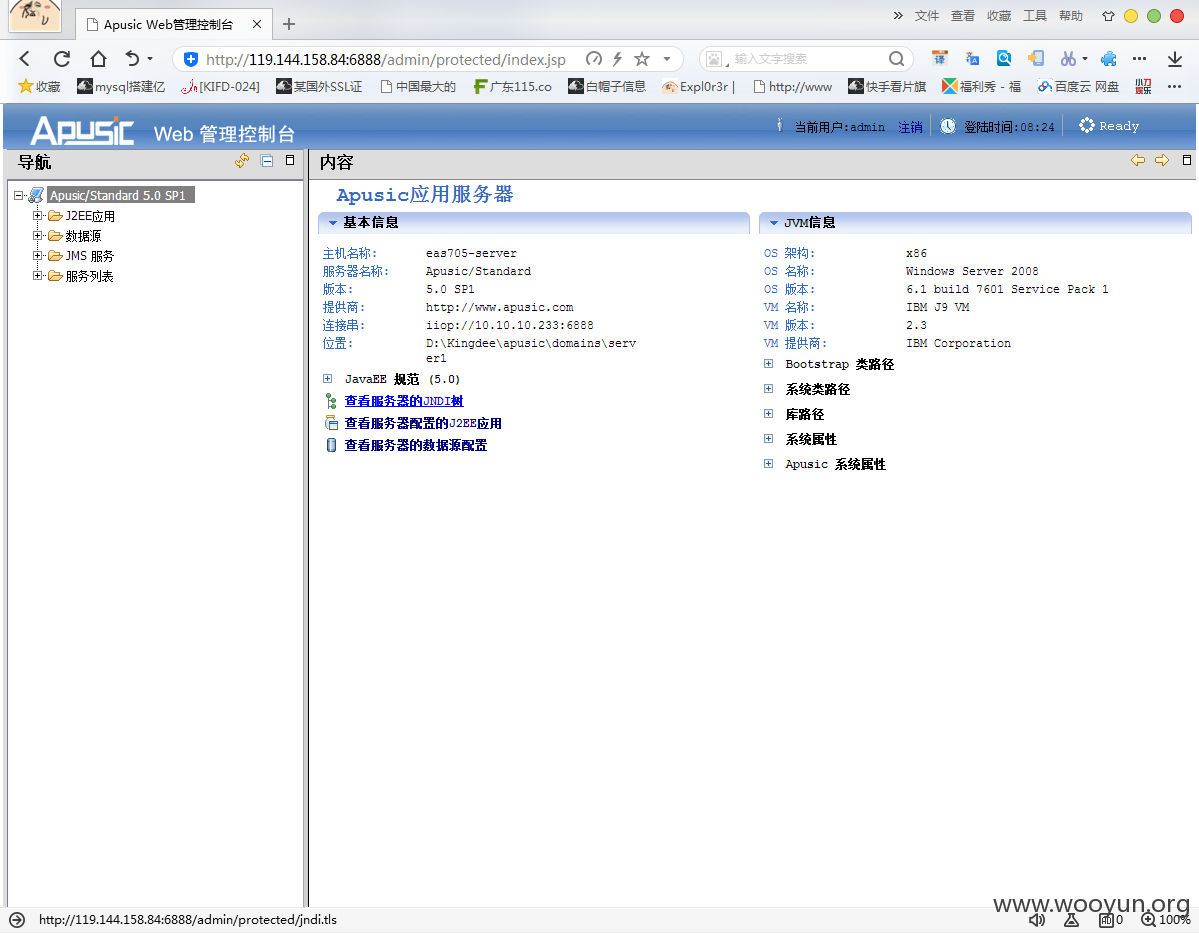 Apusic Web管理控制台
文件 查看 收藏 工具 帮助
http://119.144.158.84:6888/admin/protected/index.jsp
输入文字搜索
译
收藏 mysql搭建亿 [KIFD-024] 某国外SSL证 中国最大的 广东115.co 白帽子信息 Expl0r3r | http://www 快手看片旗 福利秀 - 福 百度云 网盘
APUSIC Web 管理控制台
当前用户:admin 注销 登陆时间:08:24 Ready
导航
内容
Apusic/Standard 5.0 SP1
J2EE应用
数据源
JMS 服务
服务列表
Apusic应用服务器
基本信息
主机名称: eas705-server
服务器名称: Apusic/Standard
版本: 5.0 SP1
提供商: http://www.apusic.com
连接串: iiop://10.10.10.233:6888
位置: D:\Kingdee\apusic\domains\serv
er1
JavaEE 规范 (5.0)
查看服务器的JNDI树
查看服务器配置的J2EE应用
查看服务器的数据源配置
JVM信息
OS 架构: x86
OS 名称: Windows Server 2008
OS 版本: 6.1 build 7601 Service Pack 1
VM 名称: IBM J9 VM
VM 版本: 2.3
VM 提供商: IBM Corporation
Bootstrap 类路径
系统类路径
库路径
系统属性
Apusic 系统属性
www.wooyun.org
http://119.144.158.84:6888/admin/protected/jndi.tls
0 100%